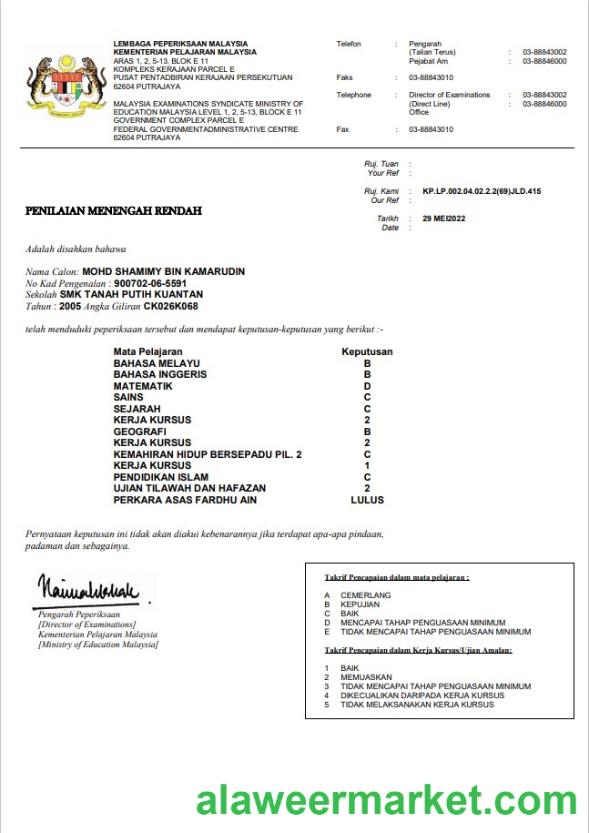 LEMBAGA PEPERIKSAAN MALAYSIA
KEMENTERIAN PELAJARAN MALAYSIA
ARAS 1, 2, 5-13, BLOK E 11
KOMPLEKS KERAJAAN PARCEL E
PUSAT PENTADBIRAN KERAJAAN PERSEKUTUAN
62604 PUTRAJAYA
MALAYSIA EXAMINATIONS SYNDICATE MINISTRY OF
EDUCATION MALAYSIA LEVEL 1, 2, 5-13, BLOCK E 11
GOVERNMENT COMPLEX PARCEL E
FEDERAL GOVERNMENTADMINISTRATIVE CENTRE
62604 PUTRAJAYA
Telefon : Pengarah
(Talian Terus) : 03-88843002
Pejabat Am : 03-88846000
Faks : 03-88843010
Telephone : Director of Examinations : 03-88843002
(Direct Line) : 03-88846000
Office
Fax : 03-88843010
Ruj. Tuan :
Your Ref :
Ruj. Kami : KP.LP.002.04.02.2.2(69)JLD.415
Our Ref :
Tarikh : 29 MEI2022
Date :
PENILAIAN MENENGAH RENDAH
Adalah disahkan bahawa
Nama Calon: MOHD SHAMIMY BIN KAMARUDIN
No Kad Pengenalan : 900702-06-5591
Sekolah SMK TANAH PUTIH KUANTAN
Tahun : 2005 Angka Giliran CK026K068
telah menduduki peperiksaan tersebut dan mendapat keputusan-keputusan yang berikut :-
Mata Pelajaran Keputusan
BAHASA MELAYU B
BAHASA INGGERIS B
MATEMATIK D
SAINS C
SEJARAH C
KERJA KURSUS 2
GEOGRAFI B
KERJA KURSUS 2
KEMAHIRAN HIDUP BERSEPADU PIL. 2 C
KERJA KURSUS 1
PENDIDIKAN ISLAM C
UJIAN TILAWAH DAN HAFAZAN 2
PERKARA ASAS FARDHU AIN LULUS
Pernyataan keputusan ini tidak akan diakui kebenarannya jika terdapat apa-apa pindaan,
padaman dan sebagainya.
Pengarah Peperiksaan
[Director of Examinations]
Kementerian Pelajaran Malaysia
[Ministry of Education Malaysia]
Takrif Pencapaian dalam mata pelajaran :
A CEMERLANG
B KEPUJIAN
C BAIK
D MENCAPAI TAHAP PENGUASAAN MINIMUM
E TIDAK MENCAPAI TAHAP PENGUASAAN MINIMUM
Takrif Pencapaian dalam Kerja Kursus/Ujian Amalan:
1 BAIK
2 MEMUASKAN
3 TIDAK MENCAPAI TAHAP PENGUASAAN MINIMUM
4 DIKECUALIKAN DARIPADA KERJA KURSUS
5 TIDAK MELAKSANAKAN KERJA KURSUS
alaweermarket.com